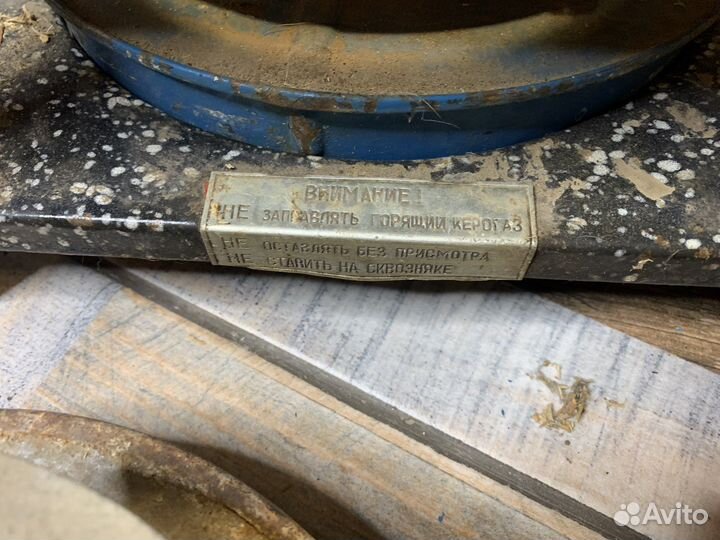 ВНИМАНИЕ!
НЕ ЗАПРАВЛЯТЬ ГОРЯЩИЙ КЕРОГАЗ
НЕ ОСТАВЛЯТЬ БЕЗ ПРИСМОТРА
НЕ СТАВИТЬ НА СКВОЗНЯКЕ
Avito